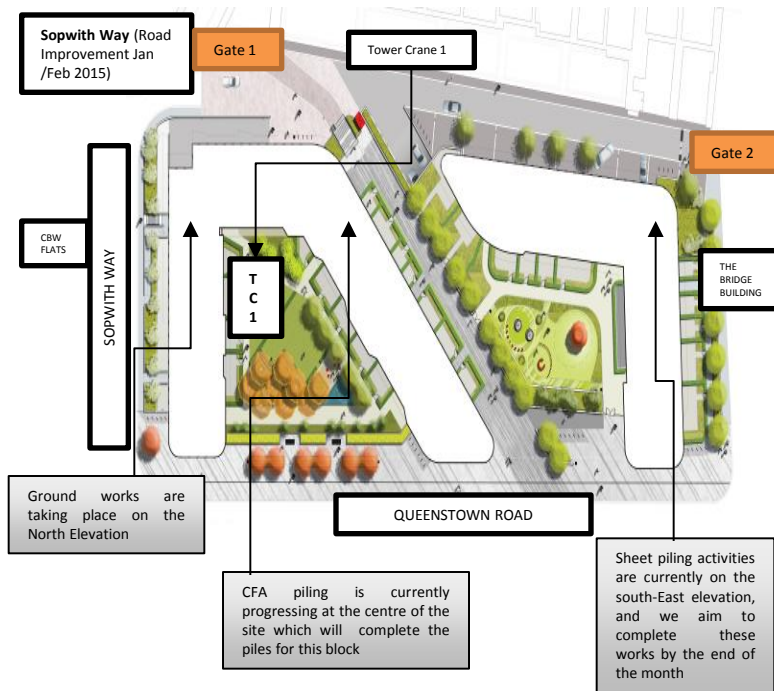 Sopwith Way (Road
Improvement Jan
/Feb 2015)
Gate 1
Tower Crane 1
Gate 2
CBW
FLATS
SOPWITH WAY
T
C
1
THE
BRIDGE
BUILDING
Ground works are
taking place on the
North Elevation
QUEENSTOWN ROAD
CFA piling is currently
progressing at the centre of the
site which will complete the
piles for this block
Sheet piling activities
are currently on the
south-East elevation,
and we aim to
complete these
works by the end of
the month